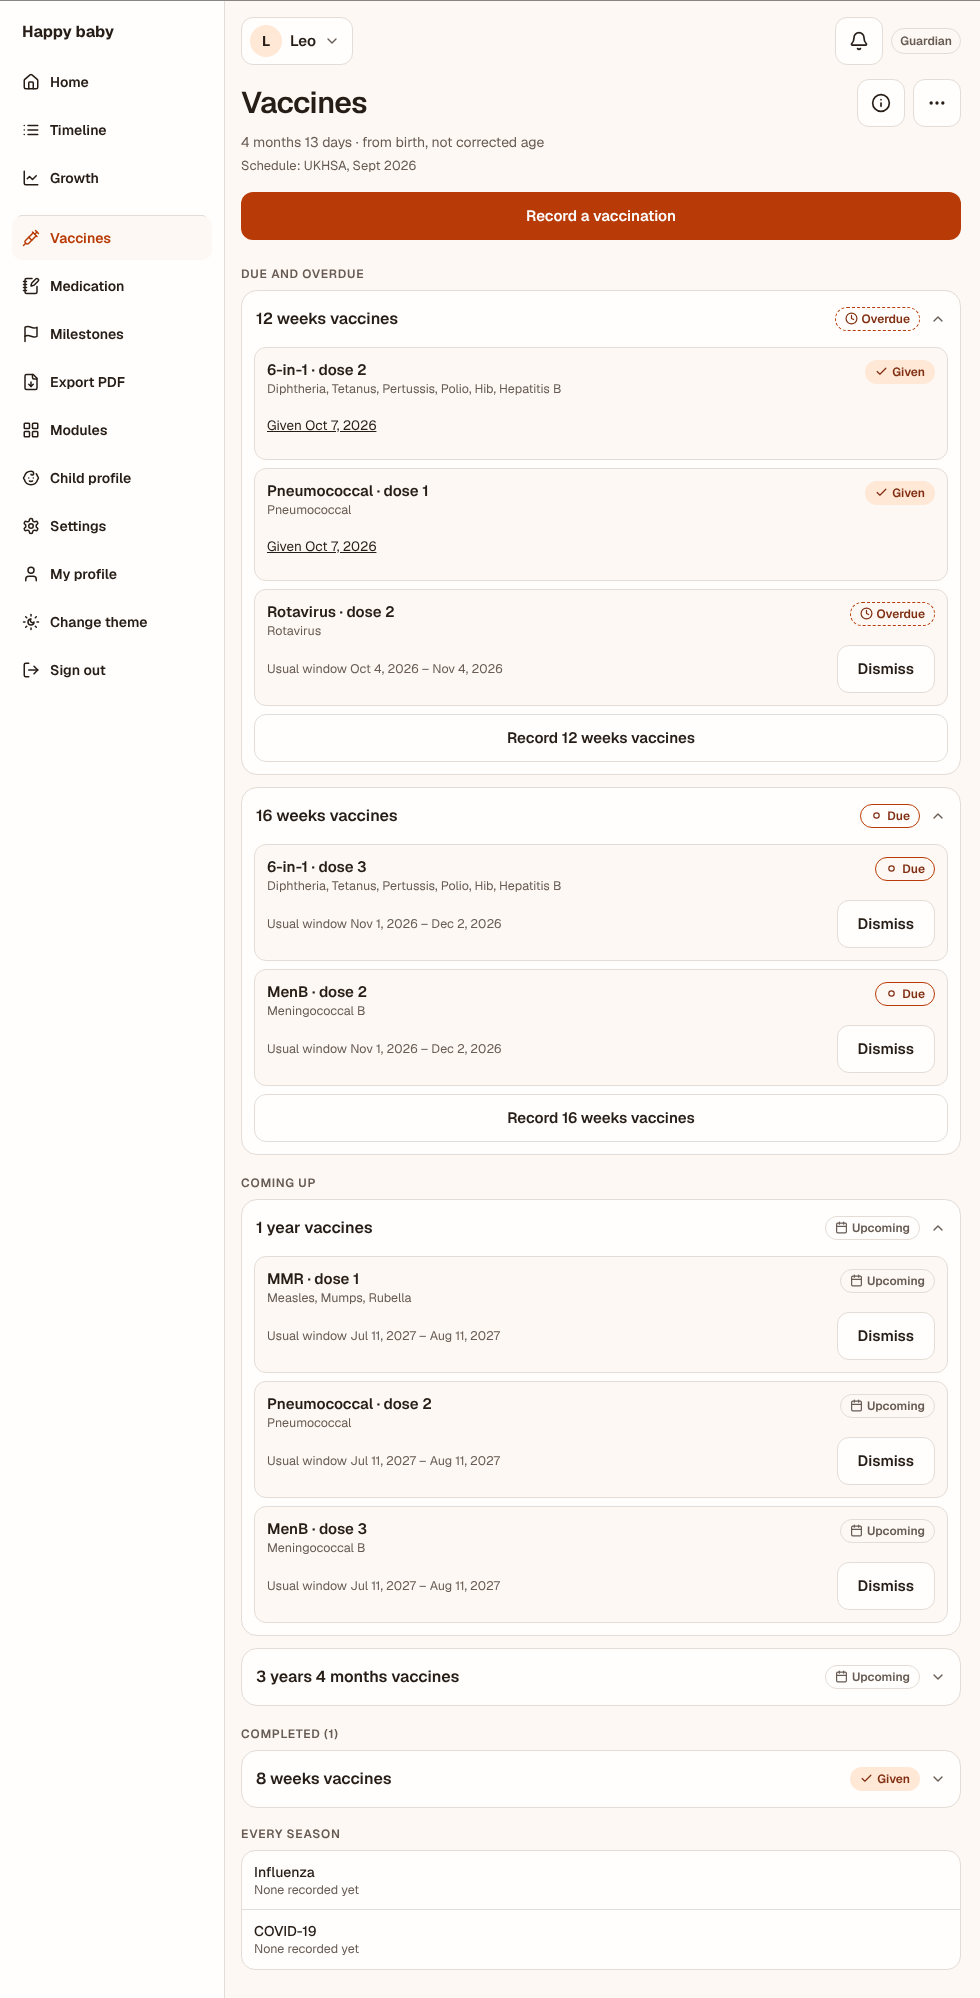 Happy baby
Home
Timeline
Growth
Vaccines
Medication
Milestones
Export PDF
Modules
Child profile
Settings
My profile
Change theme
Sign out
L Leo
Guardian
Vaccines
4 months 13 days · from birth, not corrected age
Schedule: UKHSA, Sept 2026
Record a vaccination
DUE AND OVERDUE
12 weeks vaccines
Overdue
6-in-1 · dose 2
Given
Diphtheria, Tetanus, Pertussis, Polio, Hib, Hepatitis B
Given Oct 7, 2026
Pneumococcal · dose 1
Given
Pneumococcal
Given Oct 7, 2026
Rotavirus · dose 2
Overdue
Rotavirus
Usual window Oct 4, 2026 – Nov 4, 2026
Dismiss
Record 12 weeks vaccines
16 weeks vaccines
Due
6-in-1 · dose 3
Due
Diphtheria, Tetanus, Pertussis, Polio, Hib, Hepatitis B
Usual window Nov 1, 2026 – Dec 2, 2026
Dismiss
MenB · dose 2
Due
Meningococcal B
Usual window Nov 1, 2026 – Dec 2, 2026
Dismiss
Record 16 weeks vaccines
COMING UP
1 year vaccines
Upcoming
MMR · dose 1
Upcoming
Measles, Mumps, Rubella
Usual window Jul 11, 2027 – Aug 11, 2027
Dismiss
Pneumococcal · dose 2
Upcoming
Pneumococcal
Usual window Jul 11, 2027 – Aug 11, 2027
Dismiss
MenB · dose 3
Upcoming
Meningococcal B
Usual window Jul 11, 2027 – Aug 11, 2027
Dismiss
3 years 4 months vaccines
Upcoming
COMPLETED (1)
8 weeks vaccines
Given
EVERY SEASON
Influenza
None recorded yet
COVID-19
None recorded yet